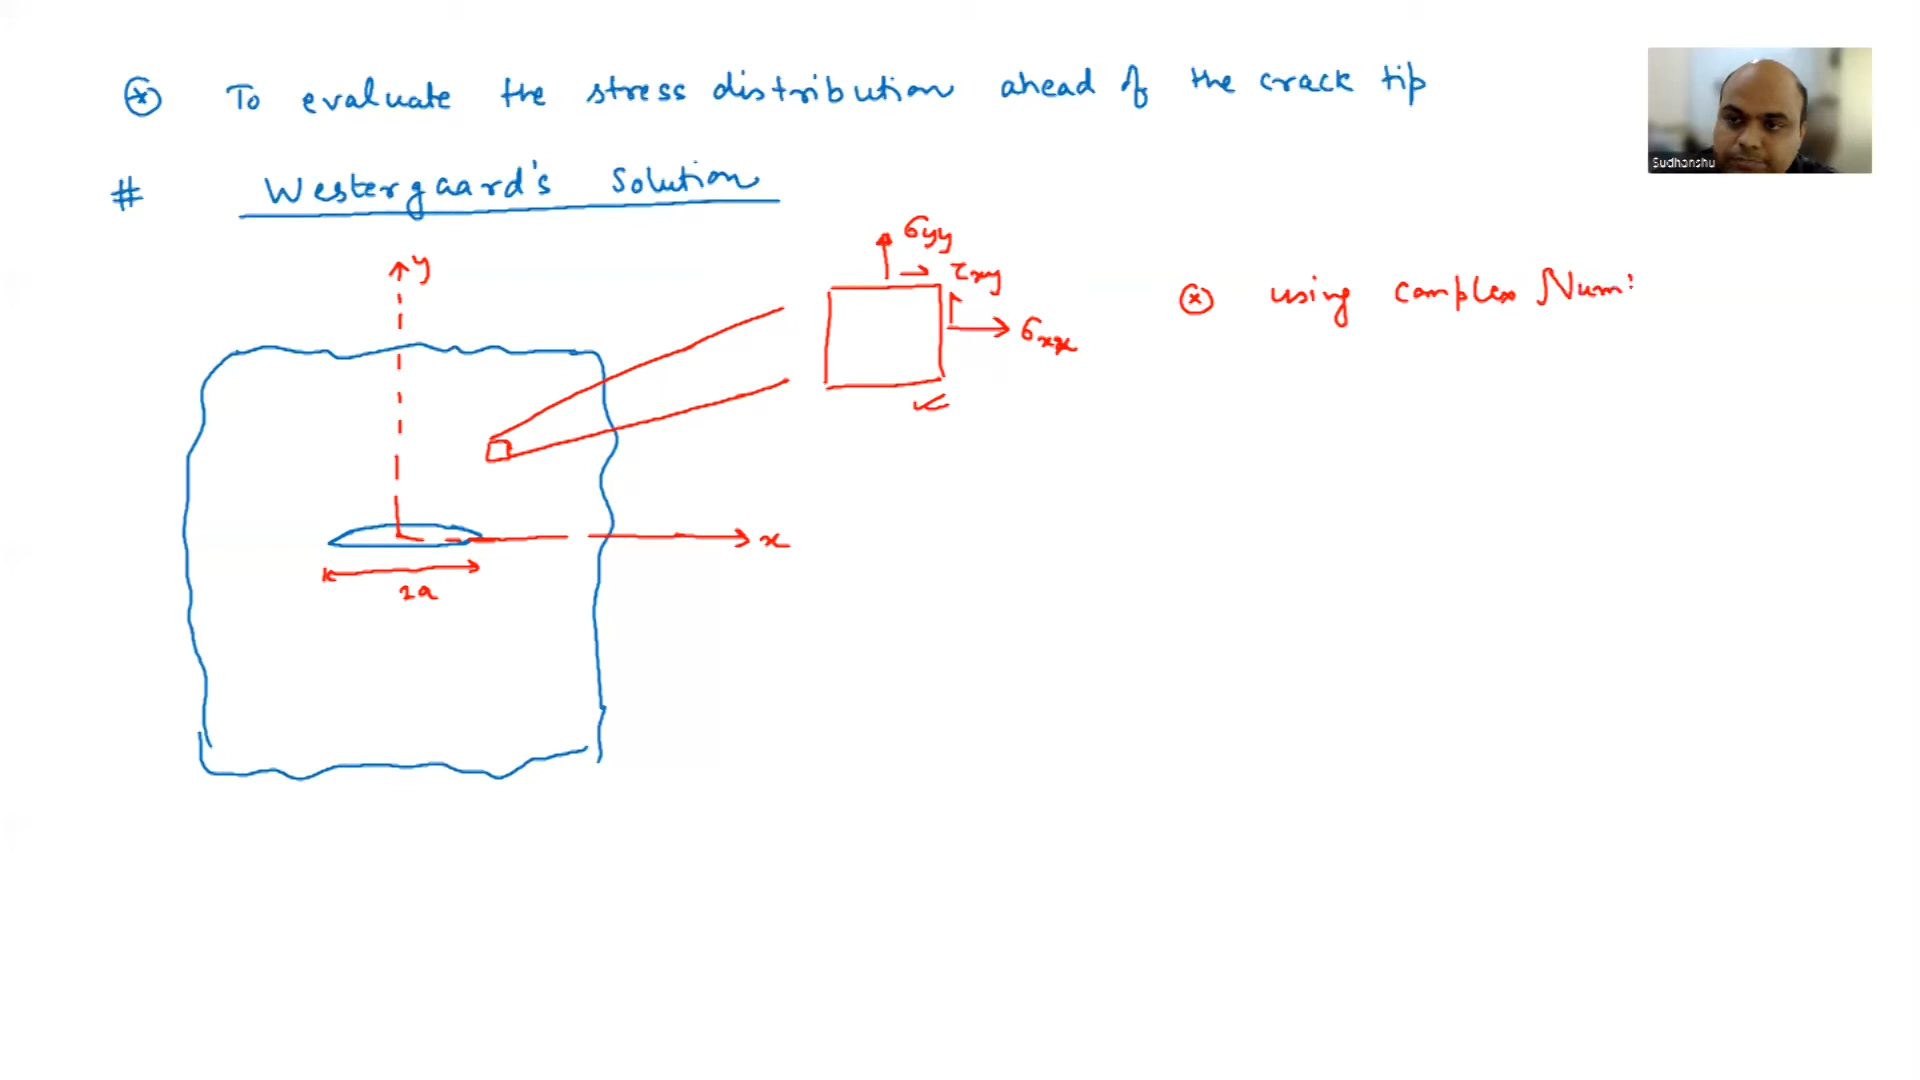 ⊛ To evaluate the stress distribution ahead of the crack tip
# Westergaard's Solution
y
σyy
τxy
σxx
⊛ using complex Num
x
2a
Sudhanshu